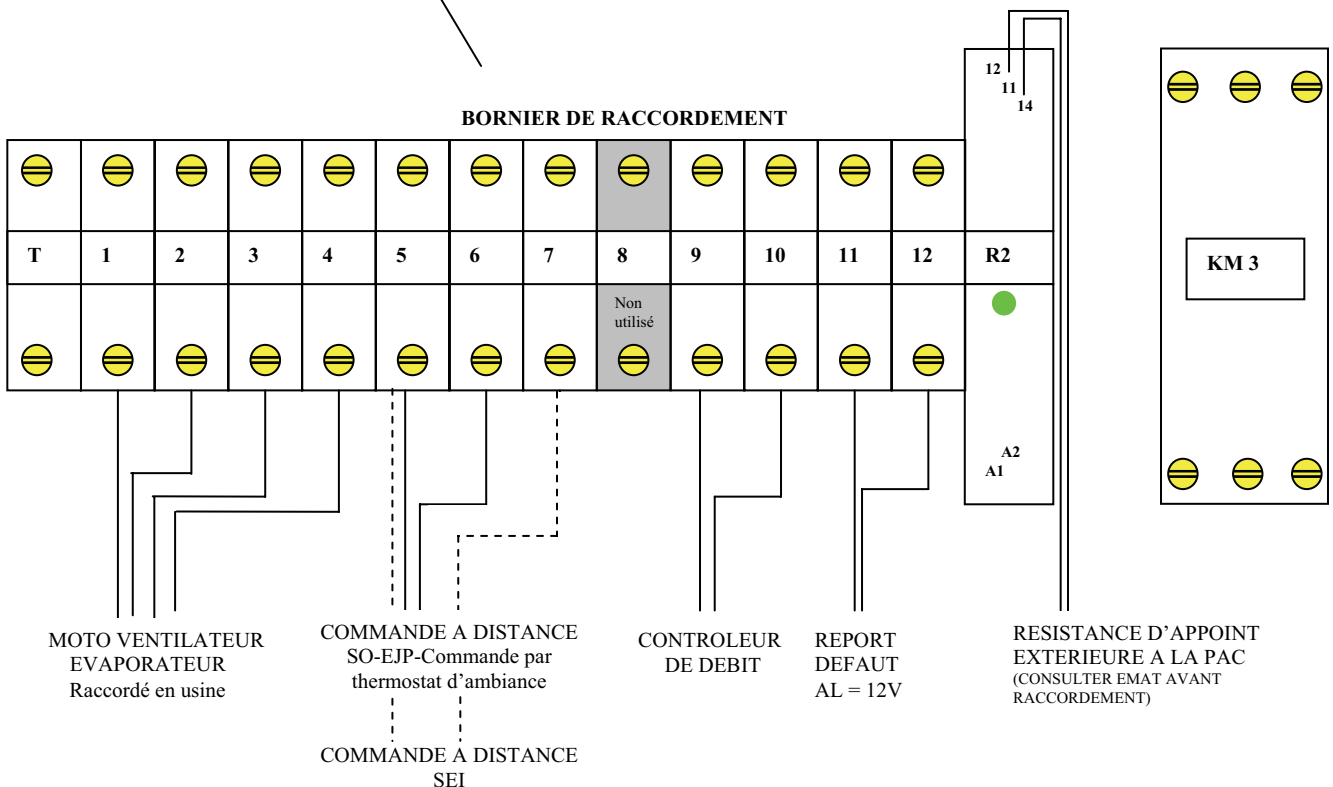 12
11
14
BORNIER DE RACCORDEMENT
T 1 2 3 4 5 6 7 8 9 10 11 12 R2
KM 3
Non
utilisé
A2
A1
MOTO VENTILATEUR
EVAPORATEUR
Raccordé en usine
COMMANDE A DISTANCE
SO-EJP-Commande par
thermostat d'ambiance
COMMANDE A DISTANCE
SEI
CONTROLEUR
DE DEBIT
REPORT
DEFAUT
AL = 12V
RESISTANCE D'APPOINT
EXTERIEURE A LA PAC
(CONSULTER EMAT AVANT
RACCORDEMENT)